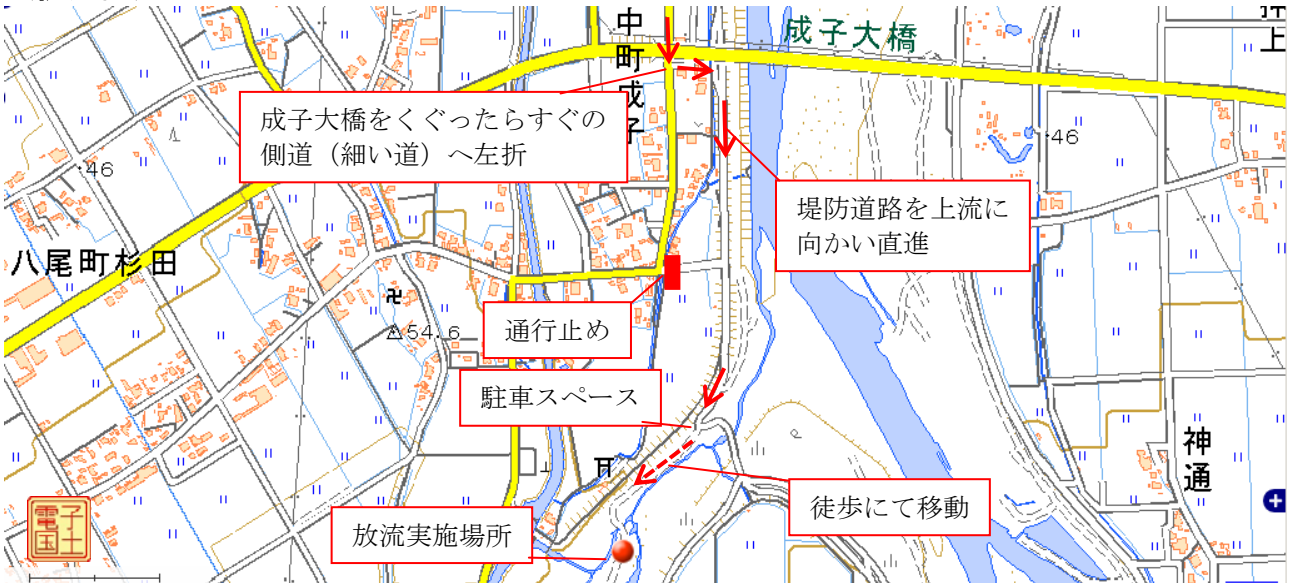 成子大橋
中町成子
成子大橋をくぐったらすぐの
側道（細い道）へ左折
・46
・46
堤防道路を上流に
向かい直進
八尾町杉田
54.6
通行止め
駐車スペース
神通
徒歩にて移動
放流実施場所
電子国土